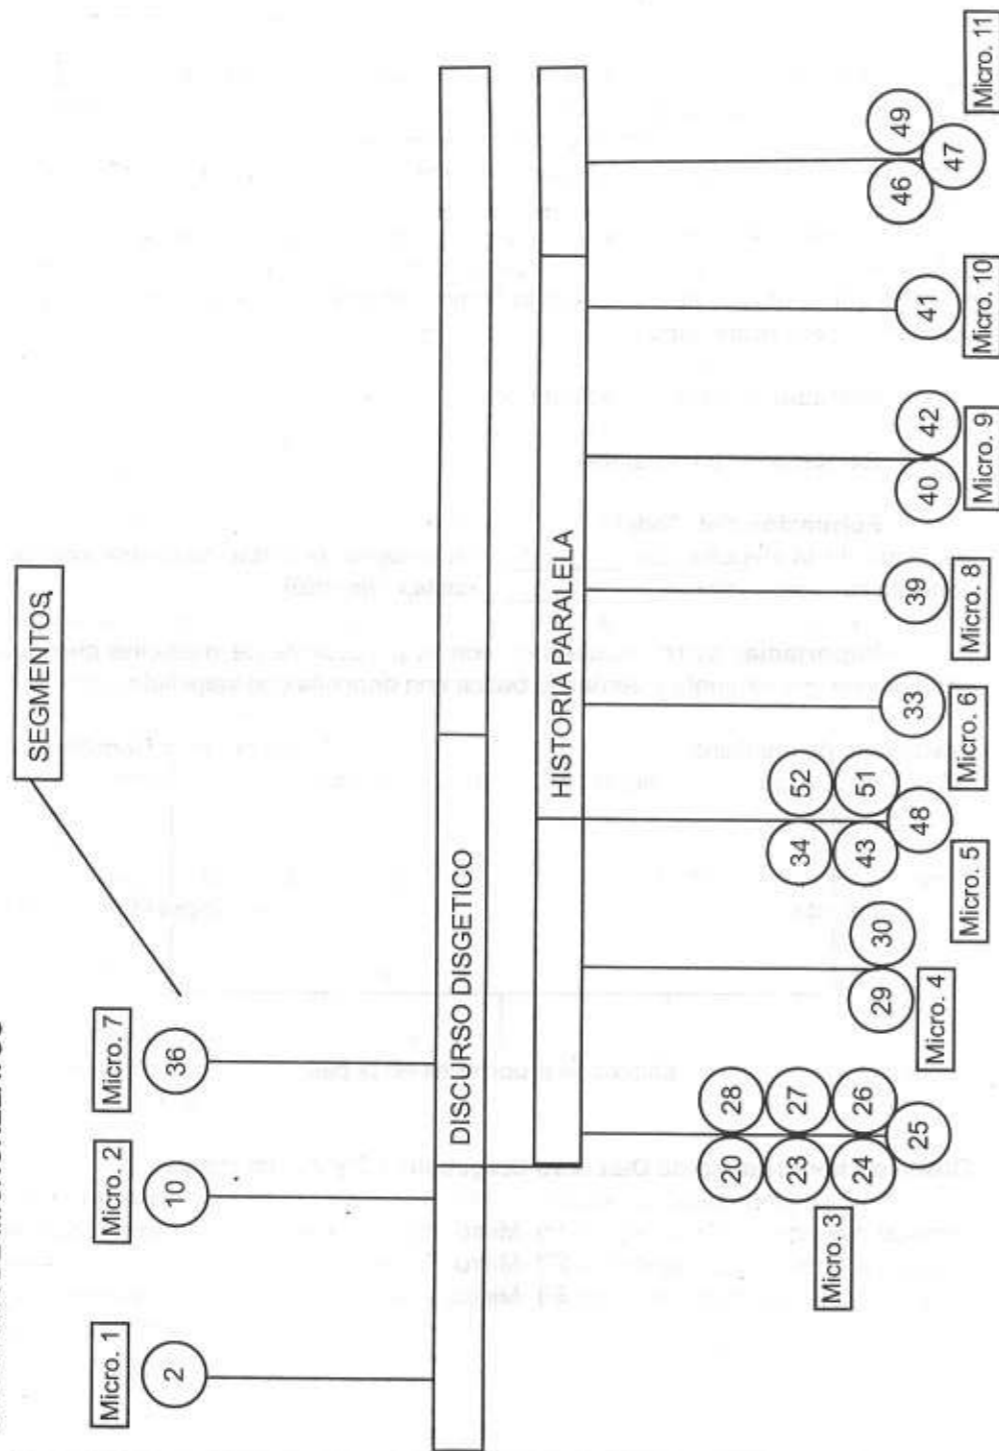 SEGMENTOS
Micro. 1
2
Micro. 2
10
Micro. 7
36
DISCURSO DISGETICO
HISTORIA PARALELA
Micro. 3
20
28
23
27
24
26
25
Micro. 4
29
30
Micro. 5
34
52
43
51
48
Micro. 6
33
Micro. 8
39
Micro. 9
40
42
Micro. 10
41
Micro. 11
46
49
47